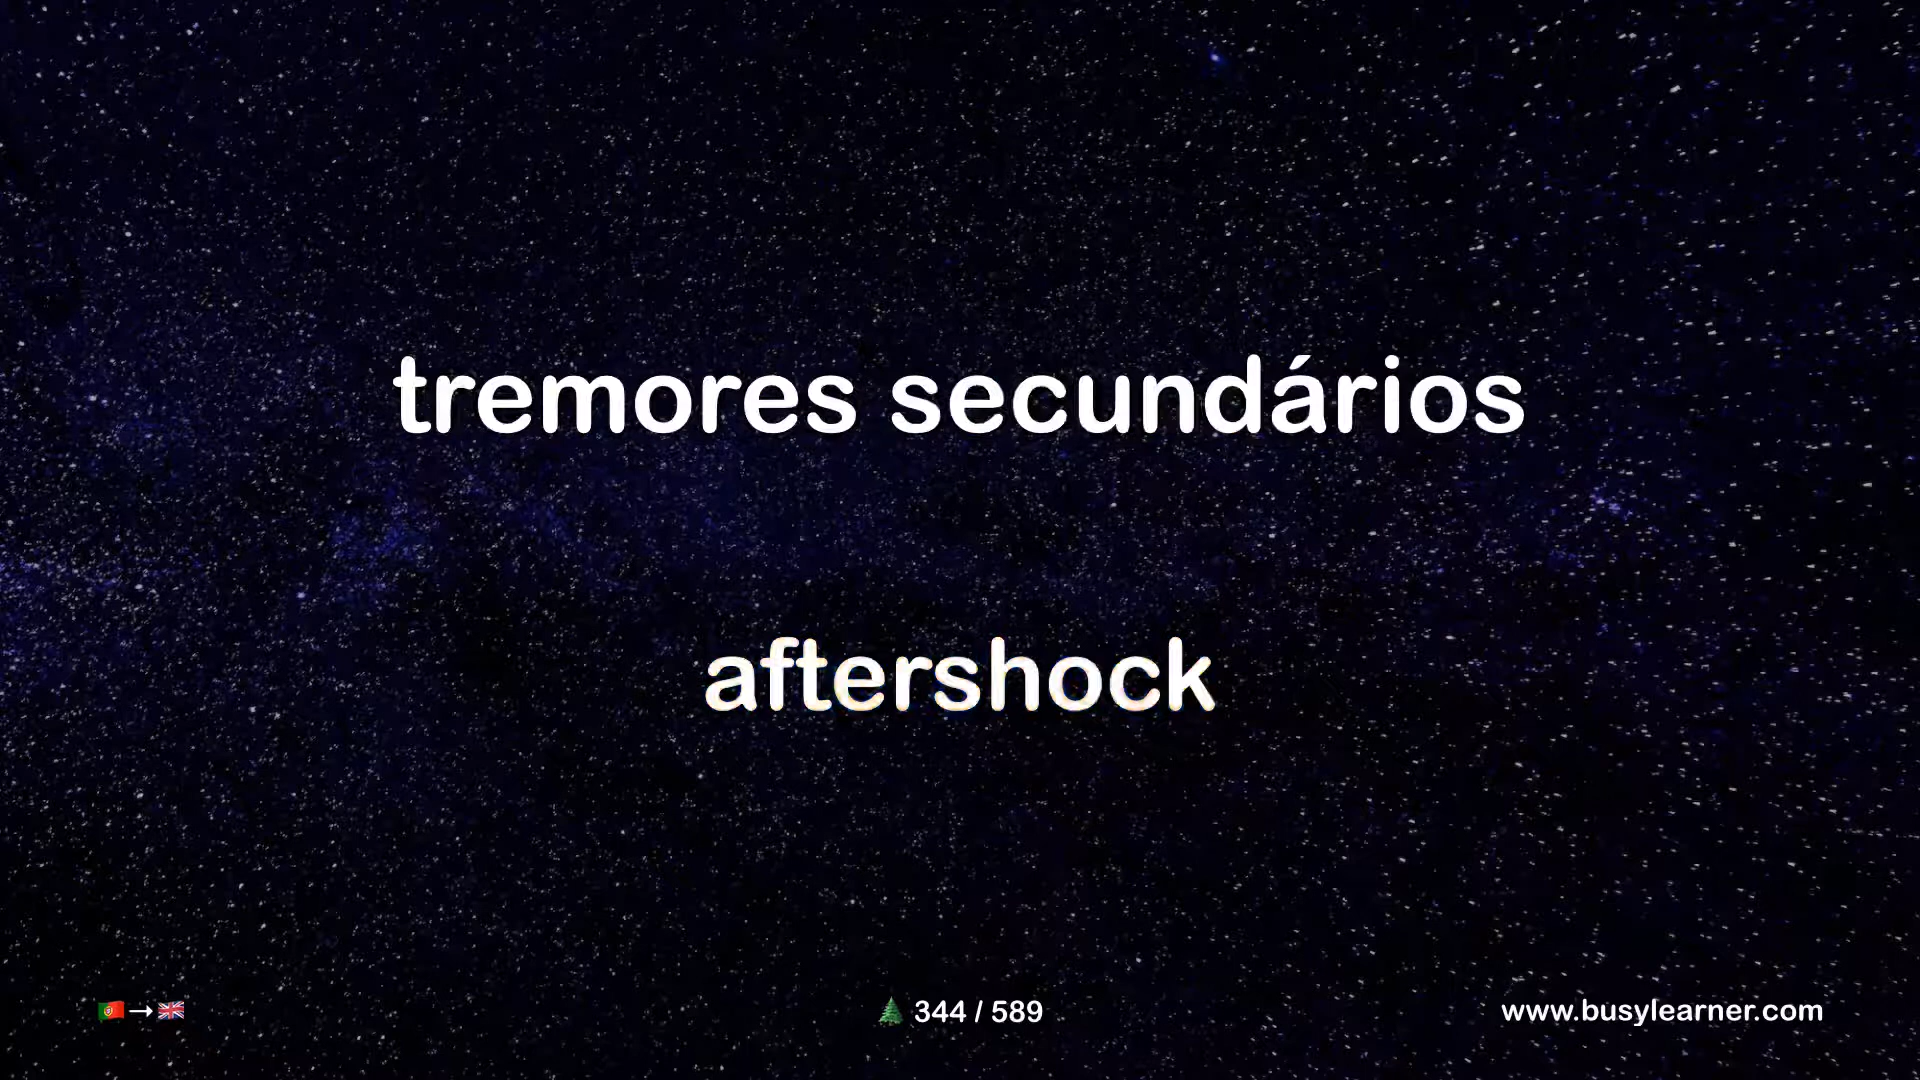 tremores secundários
aftershock
🇵🇹→🇬🇧
🌲 344 / 589
www.busylearner.com